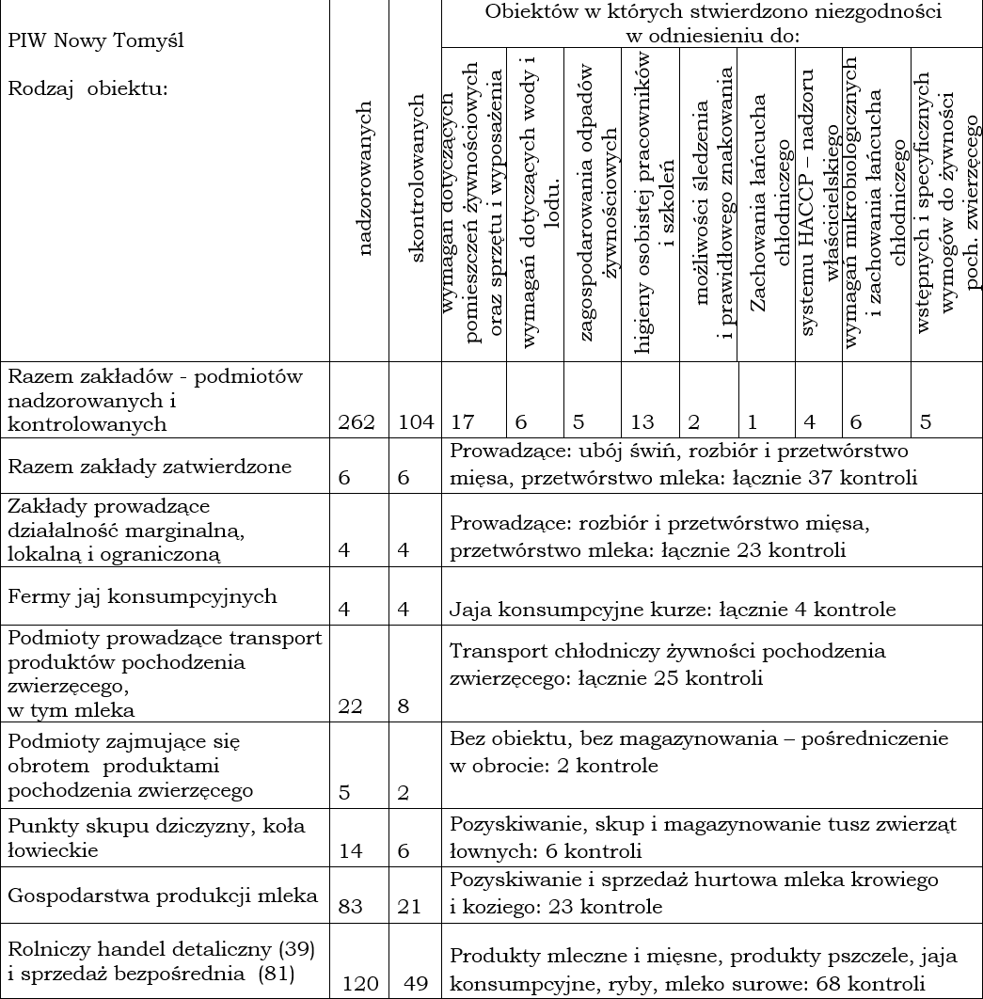 PIW Nowy Tomyśl
Rodzaj obiektu:
nadzorowanych
skontrolowanych
Obiektów w których stwierdzono niezgodności
w odniesieniu do:
wymagan dotyczących
pomieszczeń żywnościowych
oraz sprzętu i wyposażenia
wymagań dotyczących wody i
lodu.
zagospodarowania odpadów
żywnościowych
higieny osobistej pracowników
i szkoleń
możliwości śledzenia
i prawidłowego znakowania
Zachowania łańcucha
chłodniczego
systemu HACCP – nadzoru
właścicielskiego
wymagań mikrobiologicznych
i zachowania łańcucha
chłodniczego
wstępnych i specyficznych
wymogów do żywności
poch. zwierzęcego
Razem zakładów - podmiotów
nadzorowanych i
kontrolowanych 262 104 17 6 5 13 2 1 4 6 5
Razem zakłady zatwierdzone 6 6
Prowadzące: ubój świń, rozbiór i przetwórstwo
mięsa, przetwórstwo mleka: łącznie 37 kontroli
Zakłady prowadzące
działalność marginalną,
lokalną i ograniczoną 4 4
Prowadzące: rozbiór i przetwórstwo mięsa,
przetwórstwo mleka: łącznie 23 kontroli
Fermy jaj konsumpcyjnych 4 4
Jaja konsumpcyjne kurze: łącznie 4 kontrole
Podmioty prowadzące transport
produktów pochodzenia
zwierzęcego,
w tym mleka 22 8
Transport chłodniczy żywności pochodzenia
zwierzęcego: łącznie 25 kontroli
Podmioty zajmujące się
obrotem produktami
pochodzenia zwierzęcego 5 2
Bez obiektu, bez magazynowania – pośredniczenie
w obrocie: 2 kontrole
Punkty skupu dziczyzny, koła
łowieckie 14 6
Pozyskiwanie, skup i magazynowanie tusz zwierząt
łownych: 6 kontroli
Gospodarstwa produkcji mleka 83 21
Pozyskiwanie i sprzedaż hurtowa mleka krowiego
i koziego: 23 kontrole
Rolniczy handel detaliczny (39)
i sprzedaż bezpośrednia (81) 120 49
Produkty mleczne i mięsne, produkty pszczele, jaja
konsumpcyjne, ryby, mleko surowe: 68 kontroli